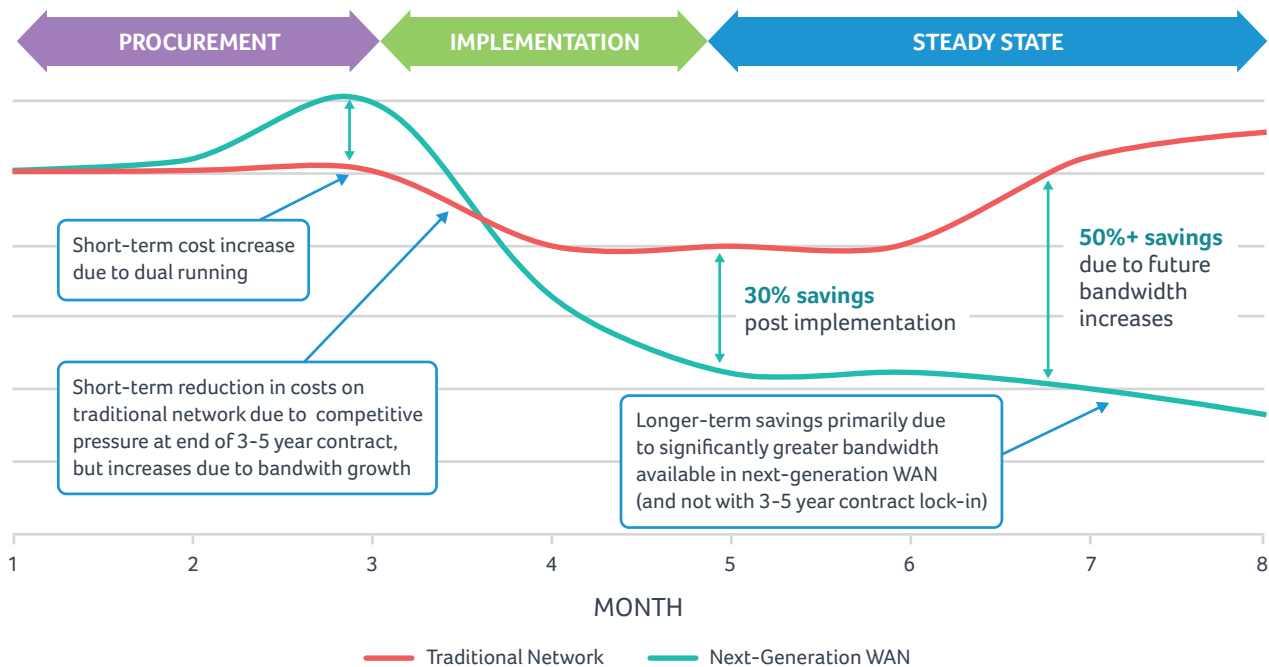 PROCUREMENT
IMPLEMENTATION
STEADY STATE
Short-term cost increase
due to dual running
Short-term reduction in costs on
traditional network due to competitive
pressure at end of 3-5 year contract,
but increases due to bandwith growth
30% savings
post implementation
50%+ savings
due to future
bandwidth
increases
Longer-term savings primarily due
to significantly greater bandwidth
available in next-generation WAN
(and not with 3-5 year contract lock-in)
1 2 3 4 5 6 7 8
MONTH
Traditional Network
Next-Generation WAN